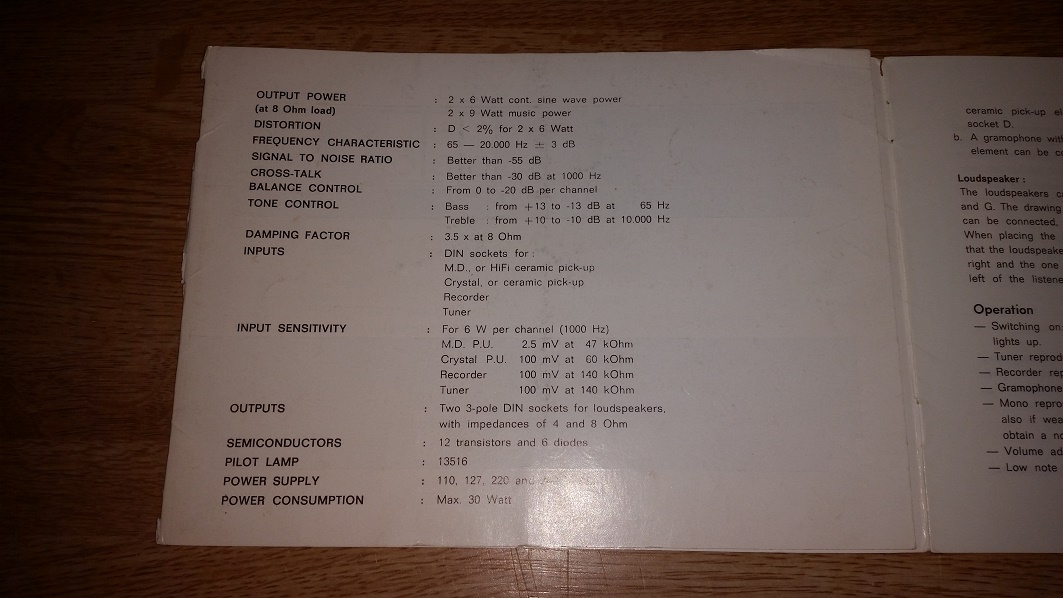 OUTPUT POWER : 2 x 6 Watt cont. sine wave power
(at 8 Ohm load) 2 x 9 Watt music power
DISTORTION : D < 2% for 2 x 6 Watt
FREQUENCY CHARACTERISTIC : 65 — 20.000 Hz ± 3 dB
SIGNAL TO NOISE RATIO : Better than -55 dB
CROSS-TALK : Better than -30 dB at 1000 Hz
BALANCE CONTROL : From 0 to -20 dB per channel
TONE CONTROL : Bass : from +13 to -13 dB at 65 Hz
Treble : from +10 to -10 dB at 10.000 Hz
DAMPING FACTOR : 3.5 x at 8 Ohm
INPUTS : DIN sockets for :
M.D., or HiFi ceramic pick-up
Crystal, or ceramic pick-up
Recorder
Tuner
INPUT SENSITIVITY : For 6 W per channel (1000 Hz)
M.D. P.U. 2.5 mV at 47 kOhm
Crystal P.U. 100 mV at 60 kOhm
Recorder 100 mV at 140 kOhm
Tuner 100 mV at 140 kOhm
OUTPUTS : Two 3-pole DIN sockets for loudspeakers,
with impedances of 4 and 8 Ohm
SEMICONDUCTORS : 12 transistors and 6 diodes
PILOT LAMP : 13516
POWER SUPPLY : 110, 127, 220 and
POWER CONSUMPTION : Max. 30 Watt
ceramic pick-up el
socket D.
b. A gramophone with
element can be co
Loudspeaker :
The loudspeakers c
and G. The drawing
can be connected.
When placing the
that the loudspeake
right and the one
left of the listene
Operation
— Switching on
lights up.
— Tuner reprod
— Recorder rep
— Gramophone
— Mono repro
also if wea
obtain a no
— Volume ad
— Low note